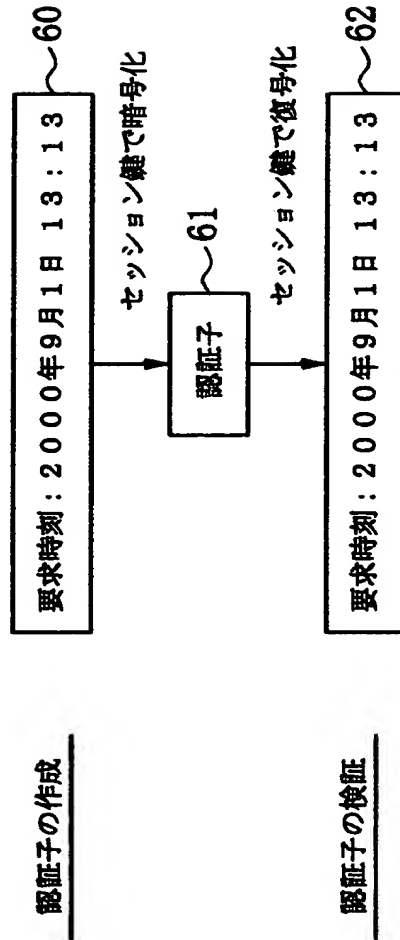 認証子の作成
要求時刻：２０００年９月１日 １３：１３
60
セッション鍵で暗号化
認証子
61
セッション鍵で復号化
認証子の検証
要求時刻：２０００年９月１日 １３：１３
62